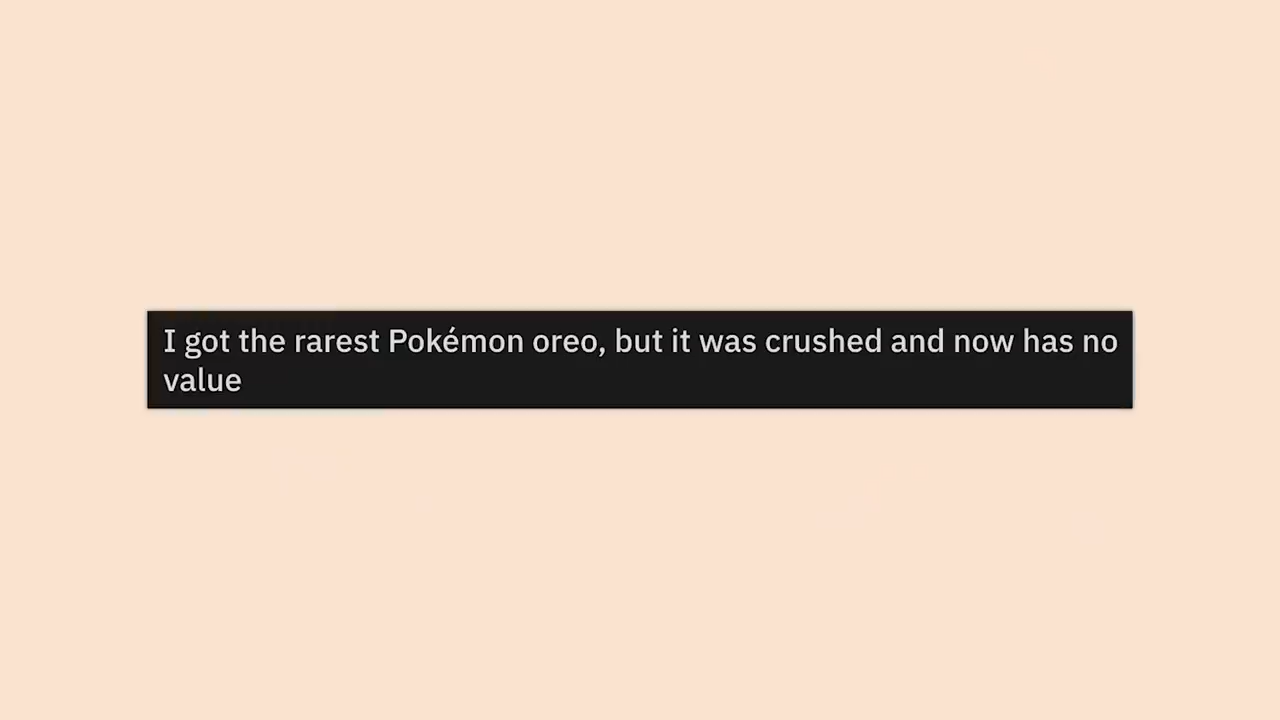 I got the rarest Pokémon oreo, but it was crushed and now has no
value